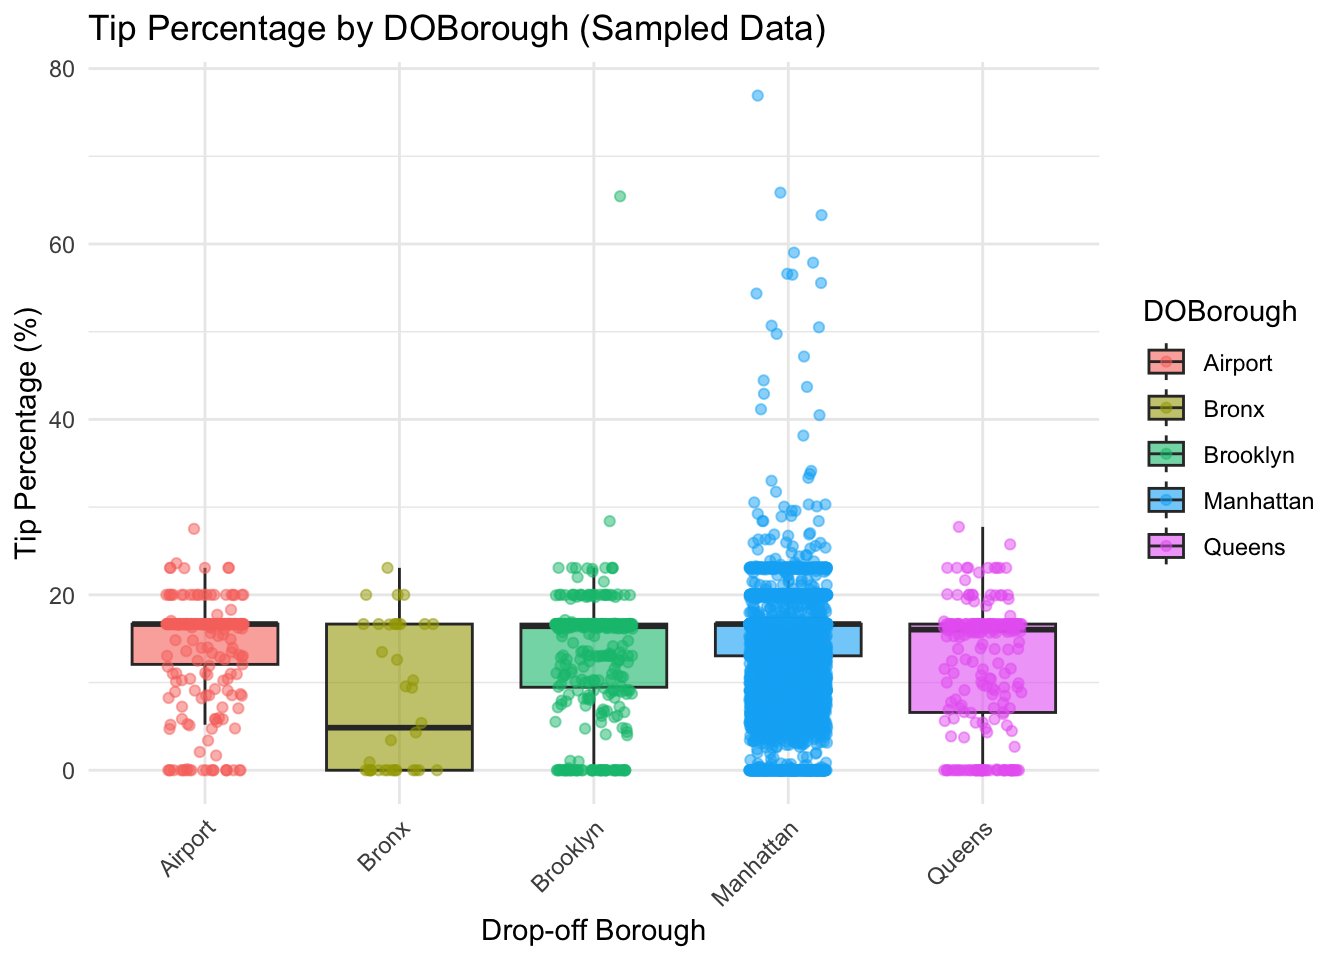 Tip Percentage by DOBorough (Sampled Data)
Tip Percentage (%)
80
60
40
20
0
Airport
Bronx
Brooklyn
Manhattan
Queens
Drop-off Borough
DOBorough
Airport
Bronx
Brooklyn
Manhattan
Queens